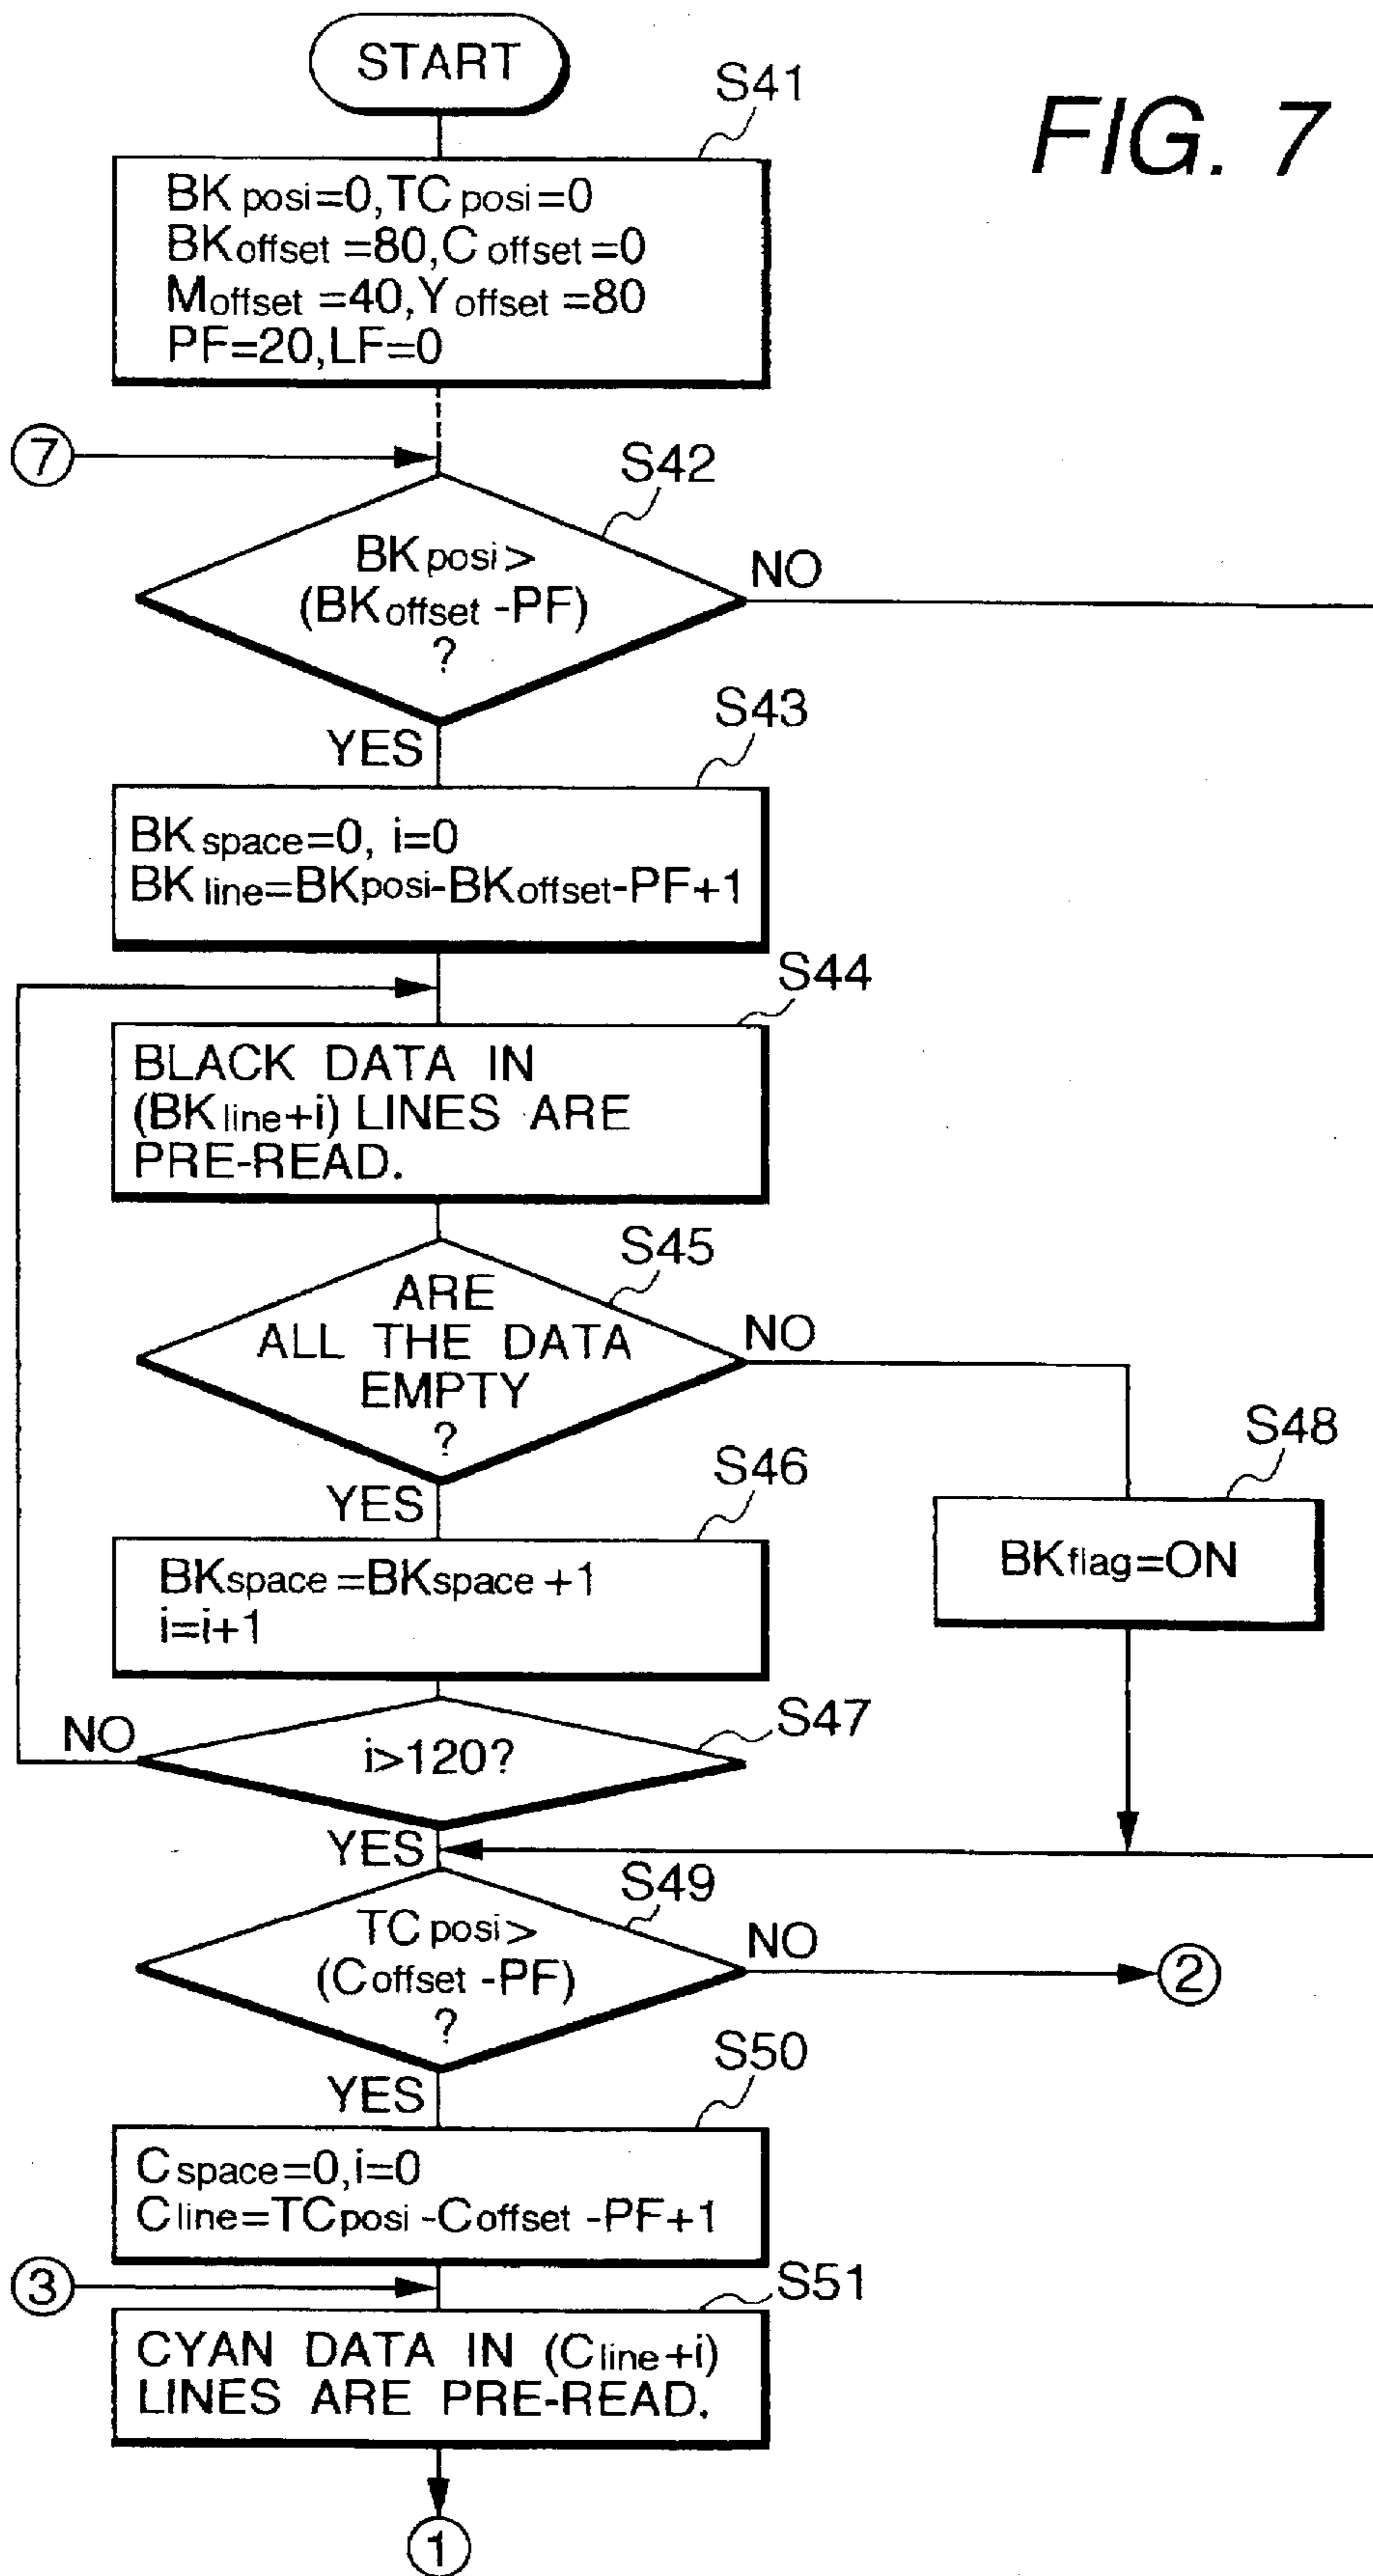 START
S41
FIG. 7
BK posi=0,TC posi=0
BKoffset =80,C offset =0
Moffset =40,Y offset =80
PF=20,LF=0
7
S42
BK posi >
(BKoffset -PF)
?
NO
YES
S43
BK space=0, i=0
BK line=BKposi-BKoffset-PF+1
S44
BLACK DATA IN
(BK line+i) LINES ARE
PRE-READ.
S45
ARE
ALL THE DATA
EMPTY
?
NO
YES
S46
S48
BKspace =BKspace +1
i=i+1
BKflag=ON
S47
NO
i>120?
YES
S49
TC posi >
(C offset -PF)
?
NO
2
YES
S50
C space=0,i=0
C line=TCposi -Coffset -PF+1
3
S51
CYAN DATA IN (C line+i)
LINES ARE PRE-READ.
1